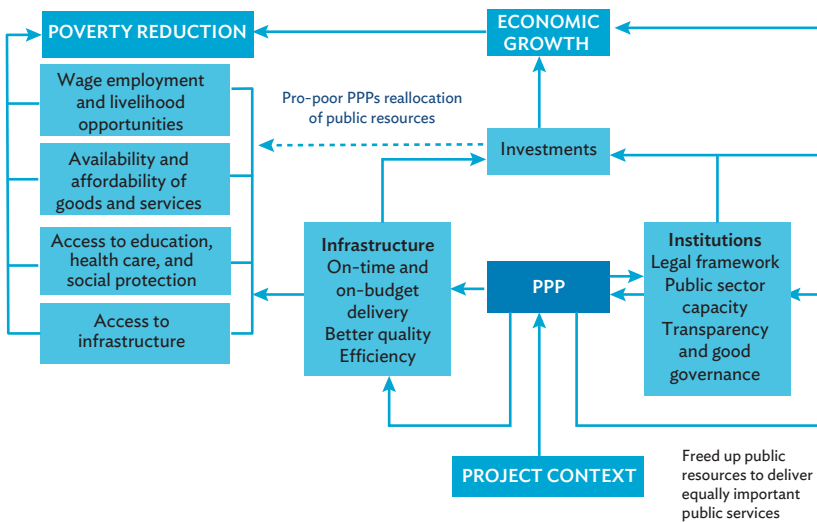 POVERTY REDUCTION
ECONOMIC
GROWTH
Wage employment
and livelihood
opportunities
Pro-poor PPPs reallocation
of public resources
Investments
Availability and
affordability of
goods and services
Access to education,
health care, and
social protection
Access to
infrastructure
Infrastructure
On-time and
on-budget
delivery
Better quality
Efficiency
PPP
Institutions
Legal framework
Public sector
capacity
Transparency
and good
governance
PROJECT CONTEXT
Freed up public
resources to deliver
equally important
public services